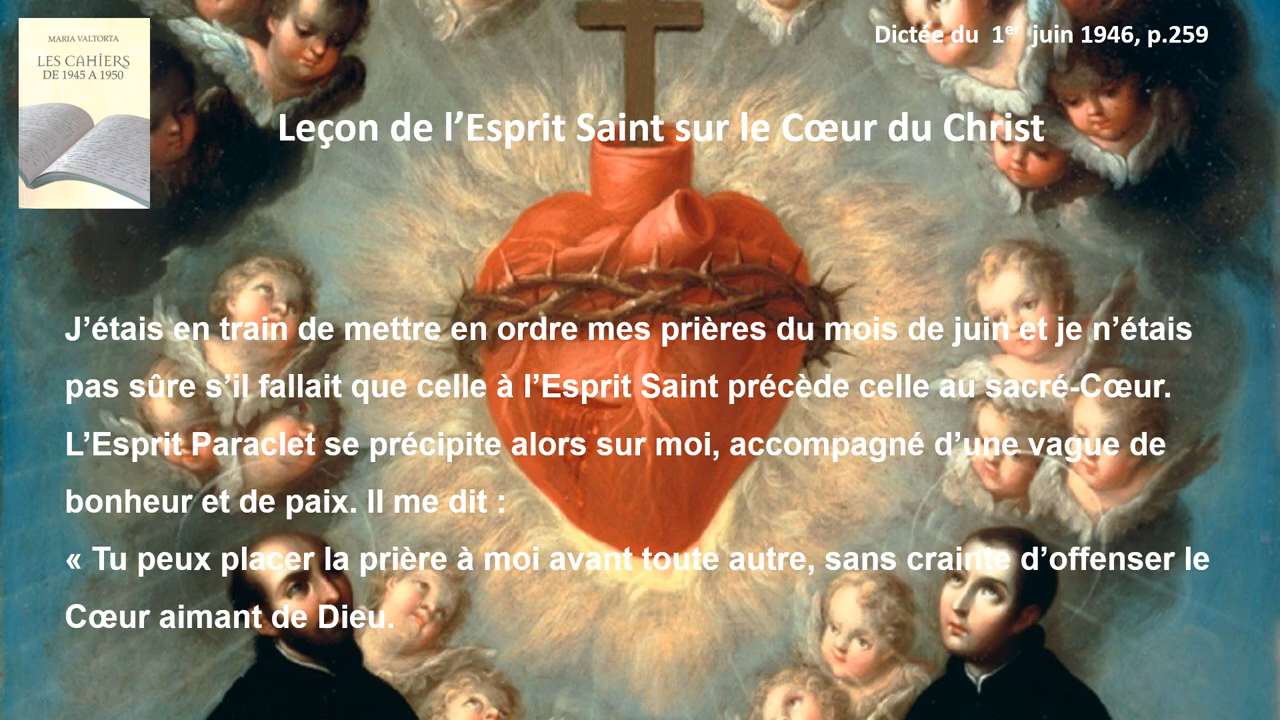 Dictée du 1er juin 1946, p.259
MARIA VALTORTA
LES CAHIERS
DE 1945 A 1950
Leçon de l’Esprit Saint sur le Cœur du Christ
J’étais en train de mettre en ordre mes prières du mois de juin et je n’étais
pas sûre s’il fallait que celle à l’Esprit Saint précède celle au sacré-Cœur.
L’Esprit Paraclet se précipite alors sur moi, accompagné d’une vague de
bonheur et de paix. Il me dit :
« Tu peux placer la prière à moi avant toute autre, sans crainte d’offenser le
Cœur aimant de Dieu.